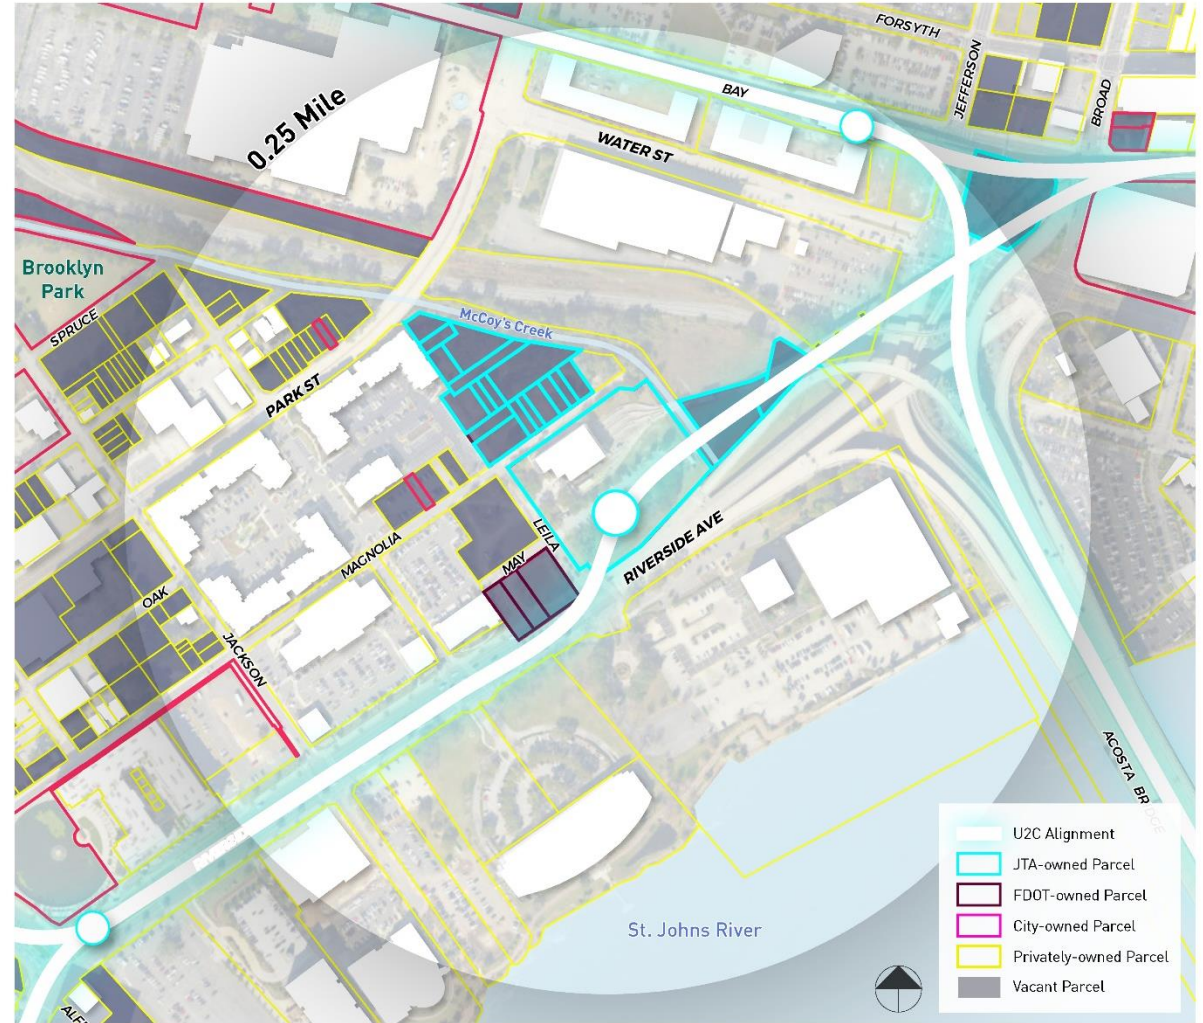 FORSYTH
JEFFERSON
BROAD
BAY
0.25 Mile
WATER ST
Brooklyn
Park
SPRUCE
McCoy's Creek
PARK ST
LEILA
MAY
RIVERSIDE AVE
MAGNOLIA
OAK
JACKSON
ACOSTA BRIDGE
St. Johns River
U2C Alignment
JTA-owned Parcel
FDOT-owned Parcel
City-owned Parcel
Privately-owned Parcel
Vacant Parcel